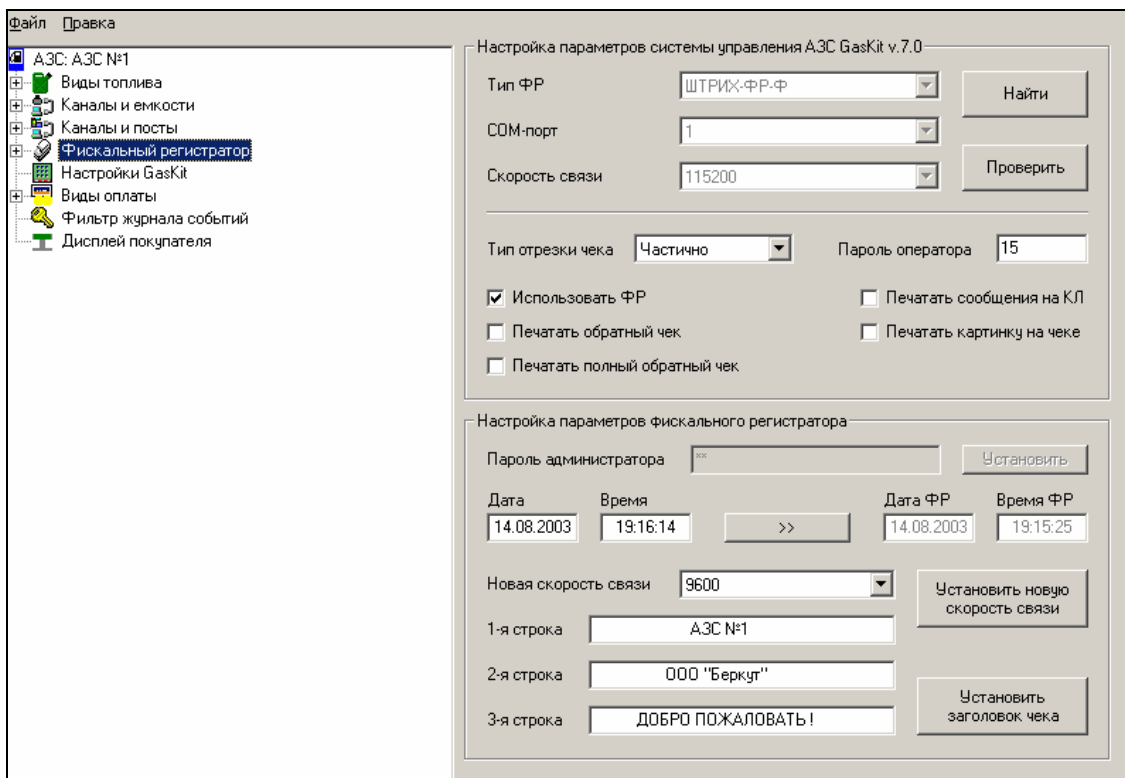 Файл Правка
АЗС: АЗС №1
Виды топлива
Каналы и емкости
Каналы и посты
Фискальный регистратор
Настройки GasKit
Виды оплаты
Фильтр журнала событий
Дисплей покупателя
Настройка параметров системы управления АЗС GasKit v.7.0
Тип ФР ШТРИХ-ФР-Ф Найти
COM-порт 1
Скорость связи 115200 Проверить
Тип отрезки чека Частично Пароль оператора 15
Использовать ФР Печатать сообщения на КЛ
Печатать обратный чек Печатать картинку на чеке
Печатать полный обратный чек
Настройка параметров фискального регистратора
Пароль администратора ** Установить
Дата Время Дата ФР Время ФР
14.08.2003 19:16:14 >> 14.08.2003 19:15:25
Новая скорость связи 9600 Установить новую
скорость связи
1-я строка АЗС №1
2-я строка ООО "Беркут"
Установить
заголовок чека
3-я строка ДОБРО ПОЖАЛОВАТЬ !